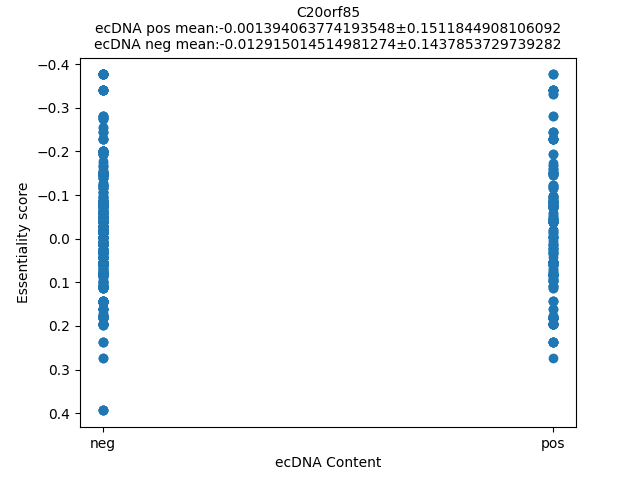 C20orf85
ecDNA pos mean:-0.001394063774193548±0.1511844908106092
ecDNA neg mean:-0.012915014514981274±0.1437853729739282
−0.4
−0.3
−0.2
−0.1
0.0
0.1
0.2
0.3
0.4
Essentiality score
neg
pos
ecDNA Content